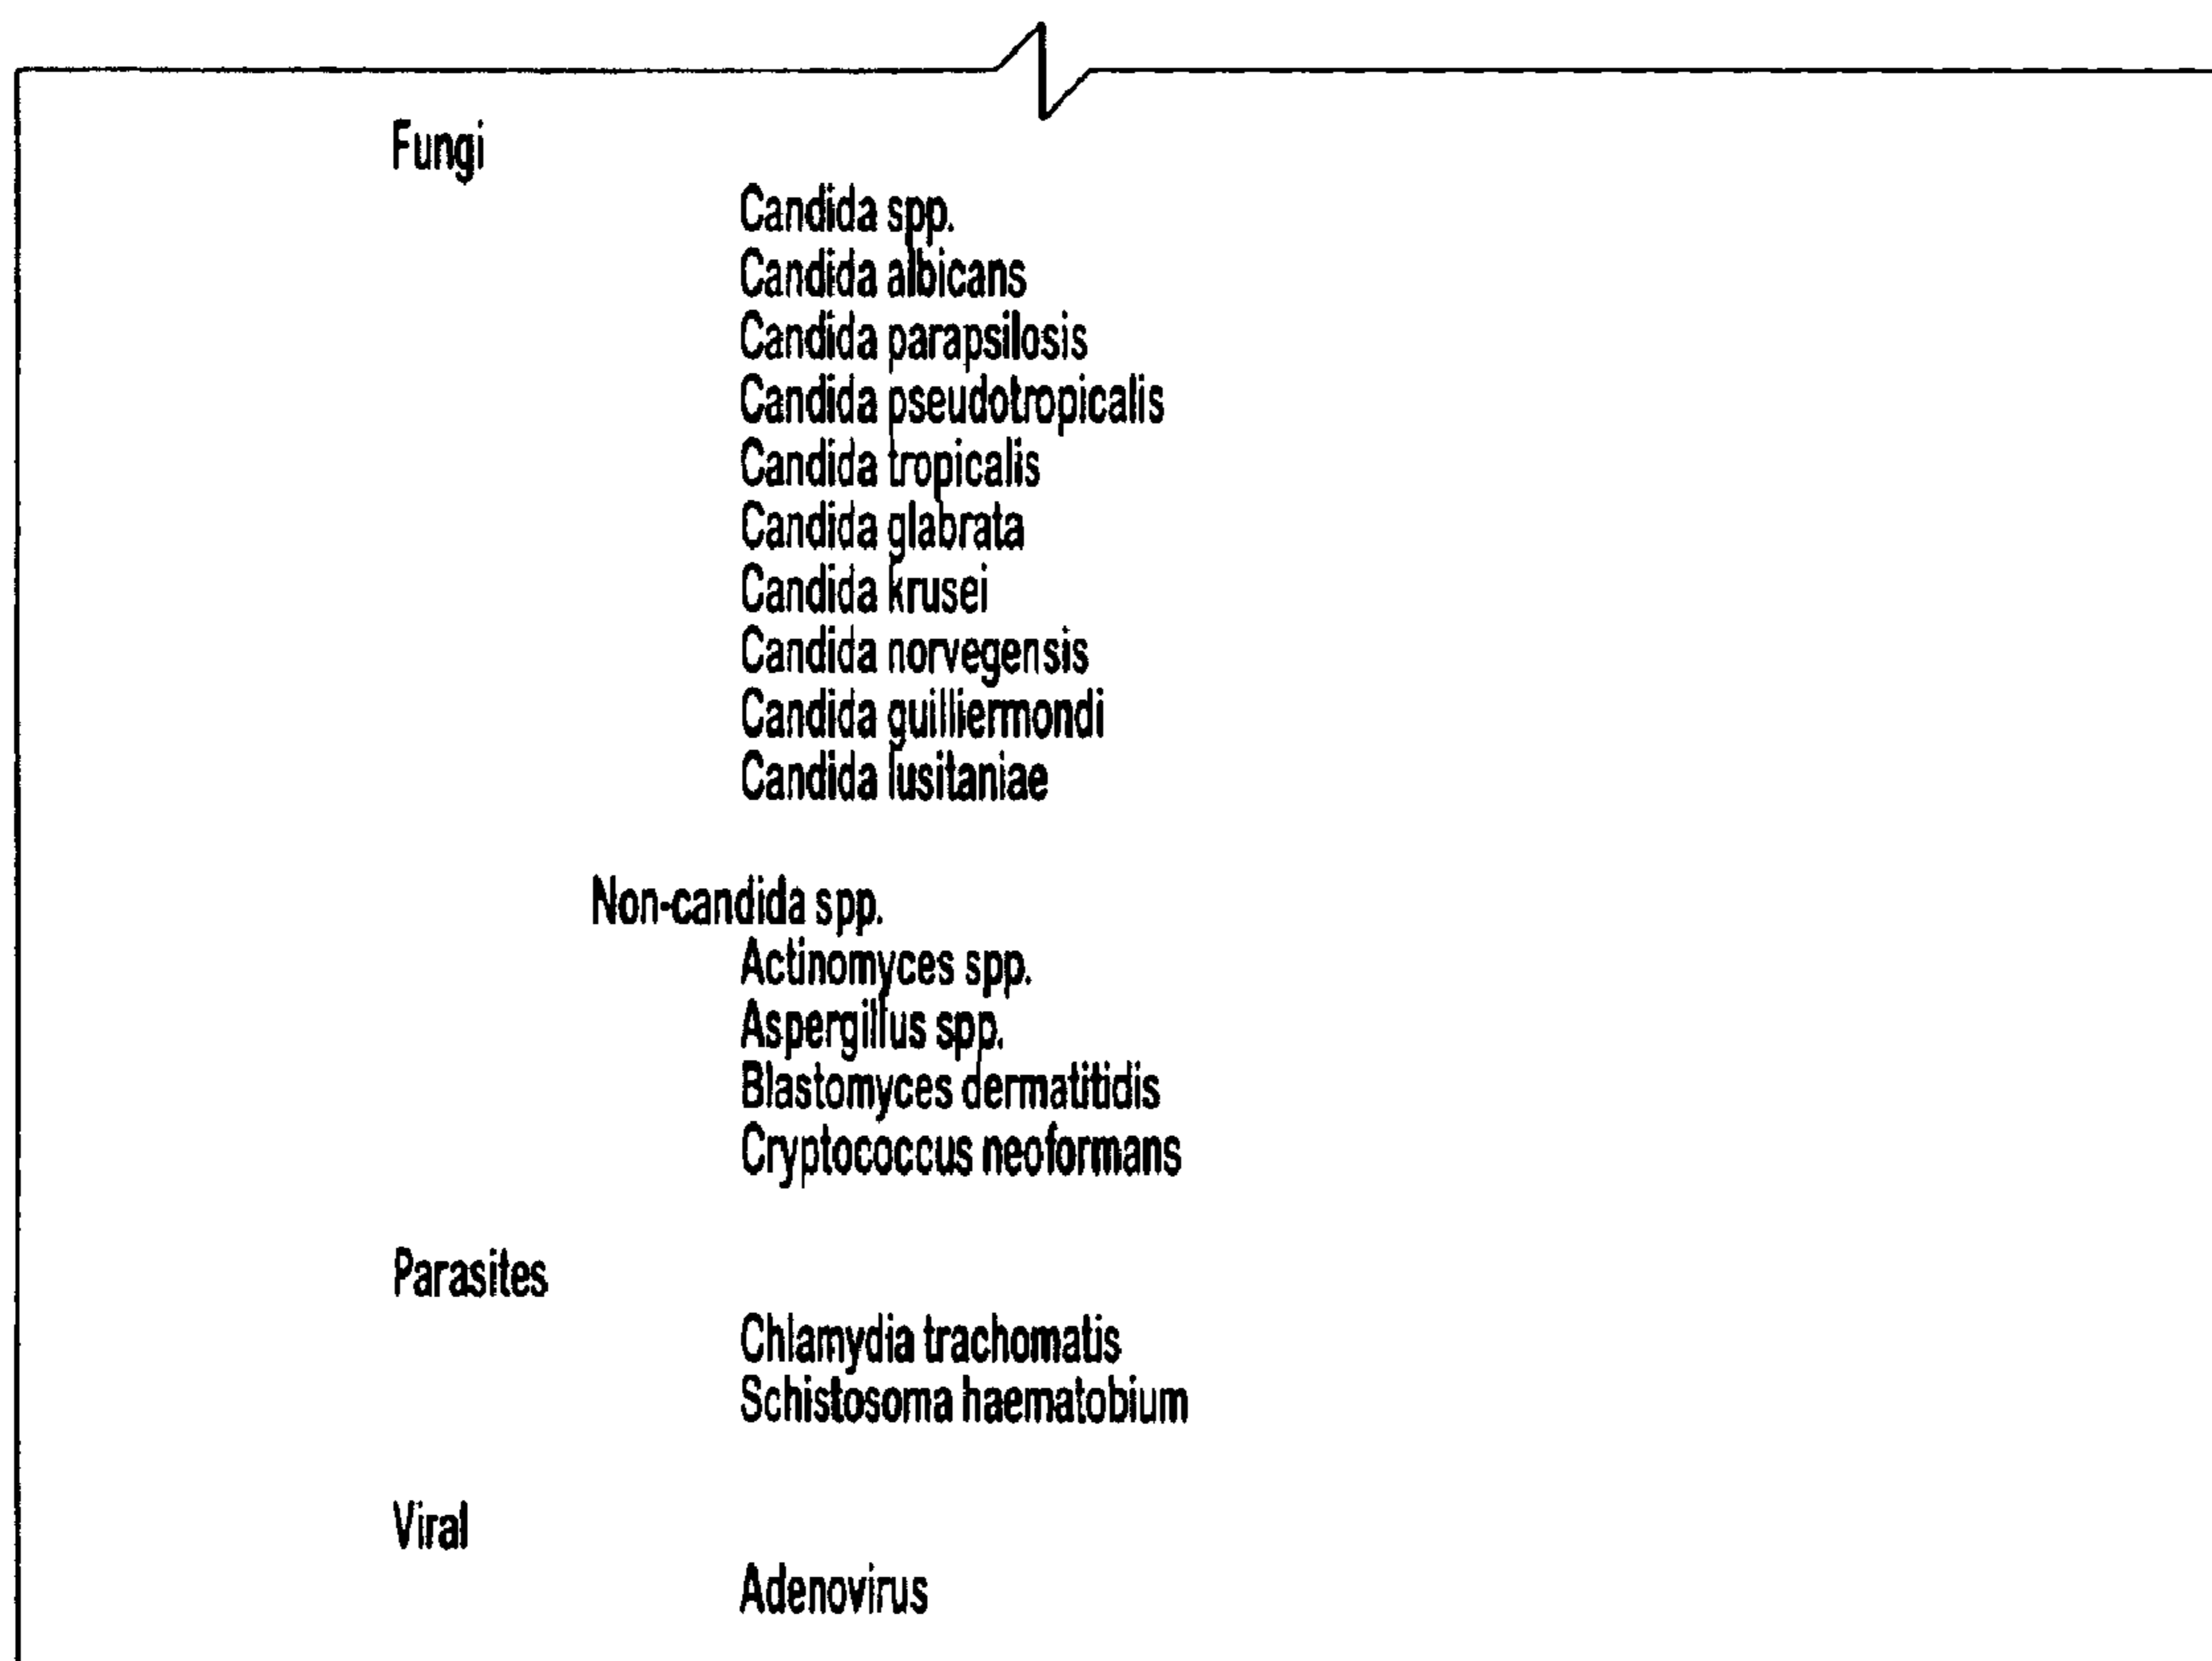 Fungi
Candida spp.
Candida albicans
Candida parapsilosis
Candida pseudotropicalis
Candida tropicalis
Candida glabrata
Candida krusei
Candida norvegensis
Candida guilliermondi
Candida lusitaniae
Non-candida spp.
Actinomyces spp.
Aspergillus spp.
Blastomyces dermatitidis
Cryptococcus neoformans
Parasites
Chlamydia trachomatis
Schistosoma haematobium
Viral
Adenovirus